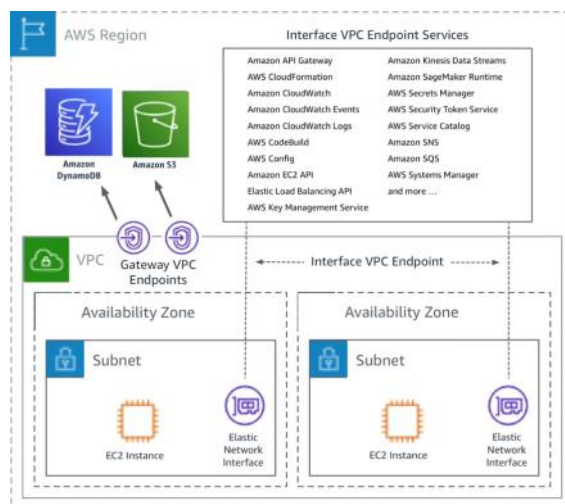 AWS Region
Interface VPC Endpoint Services
Amazon API Gateway
AWS CloudFormation
Amazon CloudWatch
Amazon CloudWatch Events
Amazon CloudWatch Logs
AWS CodeBuild
AWS Config
Amazon EC2 API
Elastic Load Balancing API
AWS Key Management Service
Amazon Kinesis Data Streams
Amazon SageMaker Runtime
AWS Secrets Manager
AWS Security Token Service
AWS Service Catalog
Amazon SNS
Amazon SQS
AWS Systems Manager
and more ...
Amazon
DynamoDB
Amazon S3
VPC
Gateway VPC
Endpoints
Interface VPC Endpoint
Availability Zone
Subnet
EC2 Instance
Elastic
Network
Interface
Availability Zone
Subnet
EC2 Instance
Elastic
Network
Interface